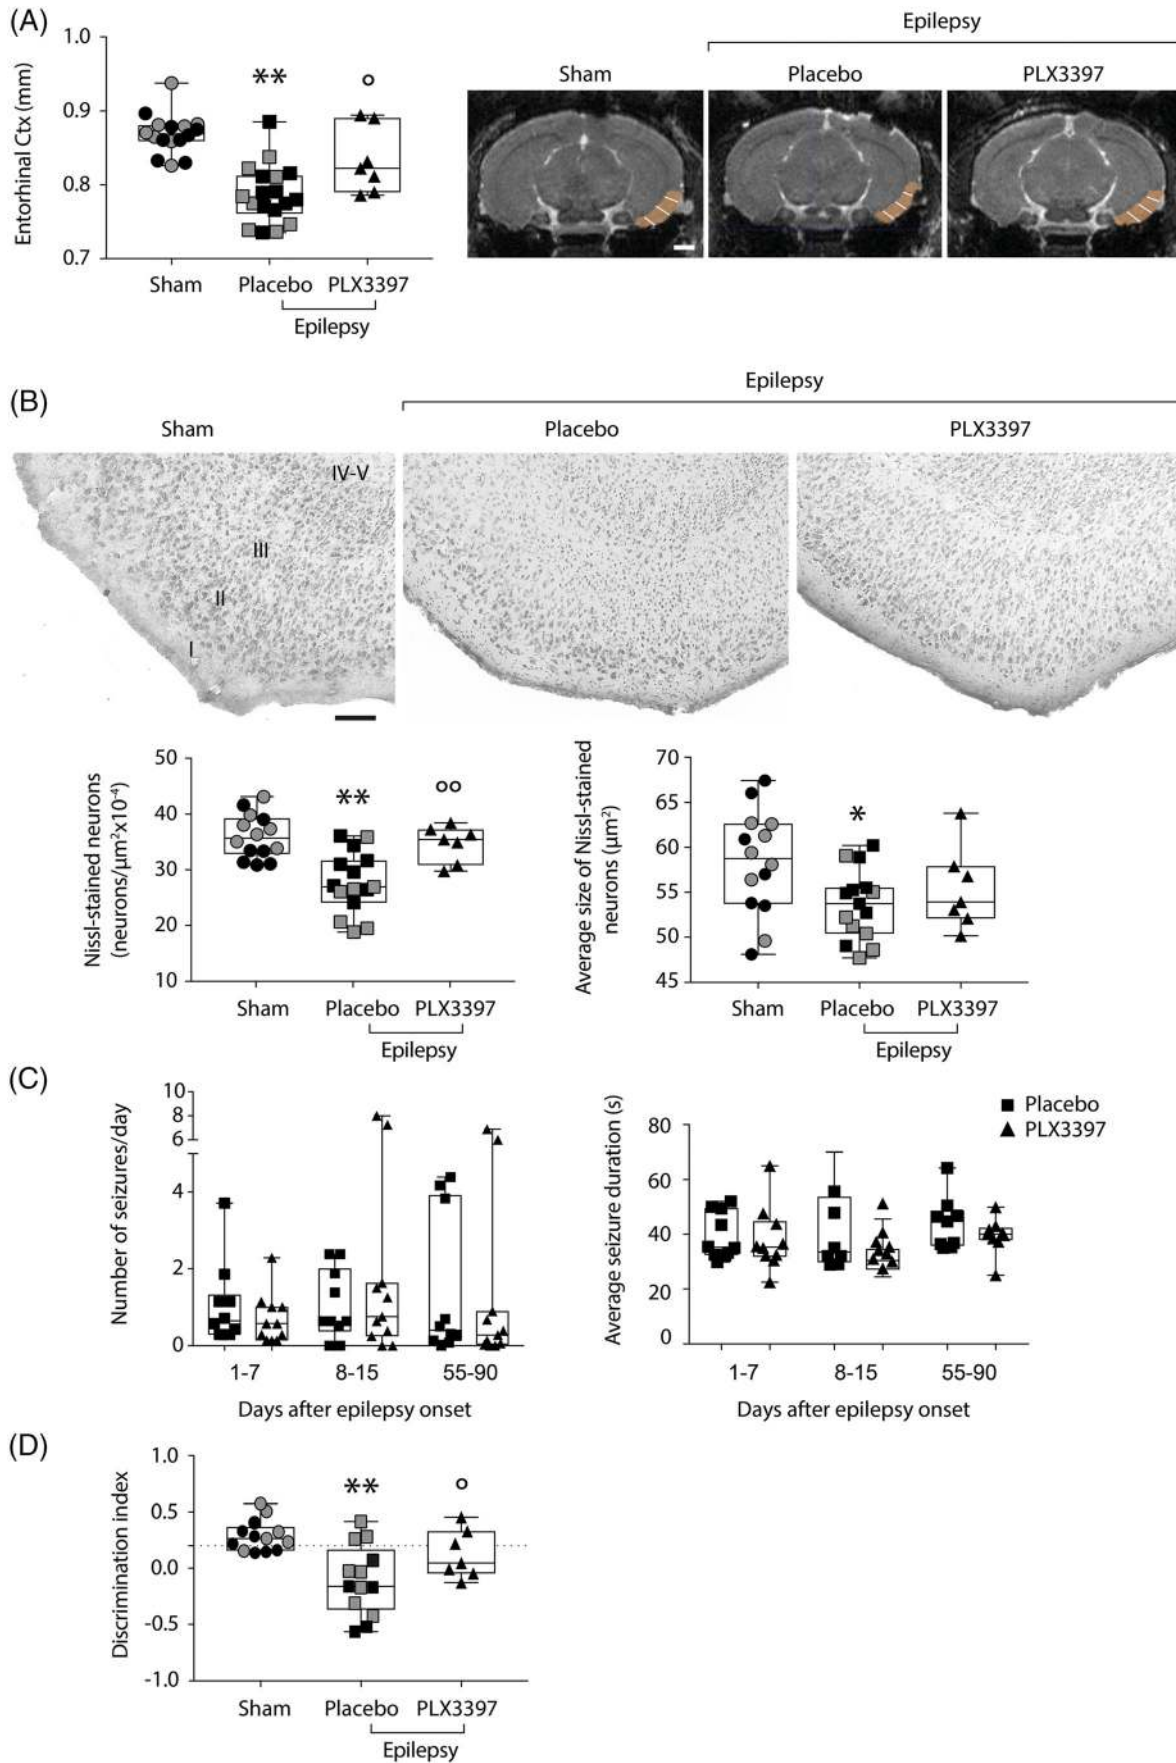 (A)
Epilepsy
Sham
Placebo
PLX3397
Entorhinal Ctx (mm)
1.0
0.9
0.8
0.7
**
o
Sham
Placebo
PLX3397
Epilepsy
(B)
Epilepsy
Sham
Placebo
PLX3397
IV-V
III
II
I
Nissl-stained neurons
(neurons/μm²x10⁻⁴)
50
40
30
20
10
**
oo
Sham
Placebo
PLX3397
Epilepsy
Average size of Nissl-stained
neurons (μm²)
70
65
60
55
50
45
*
Sham
Placebo
PLX3397
Epilepsy
(C)
Number of seizures/day
10
8
6
4
2
0
1-7
8-15
55-90
Days after epilepsy onset
Average seizure duration (s)
80
60
40
20
0
Placebo
PLX3397
1-7
8-15
55-90
Days after epilepsy onset
(D)
Discrimination index
1.0
0.5
0.0
-0.5
-1.0
**
o
Sham
Placebo
PLX3397
Epilepsy